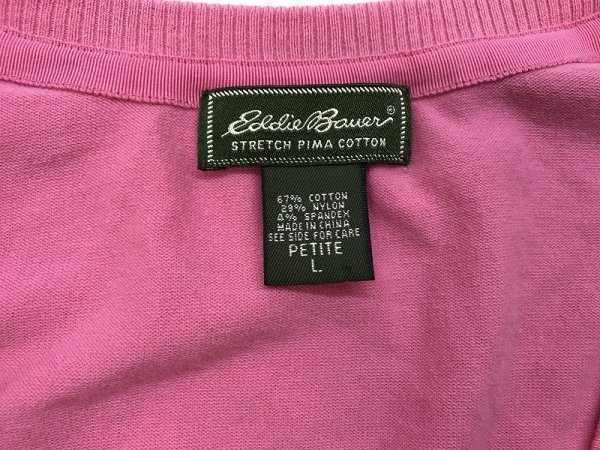 Eddie Bauer®
STRETCH PIMA COTTON
67% COTTON
29% NYLON
4% SPANDEX
MADE IN CHINA
SEE SIDE FOR CARE
PETITE
L